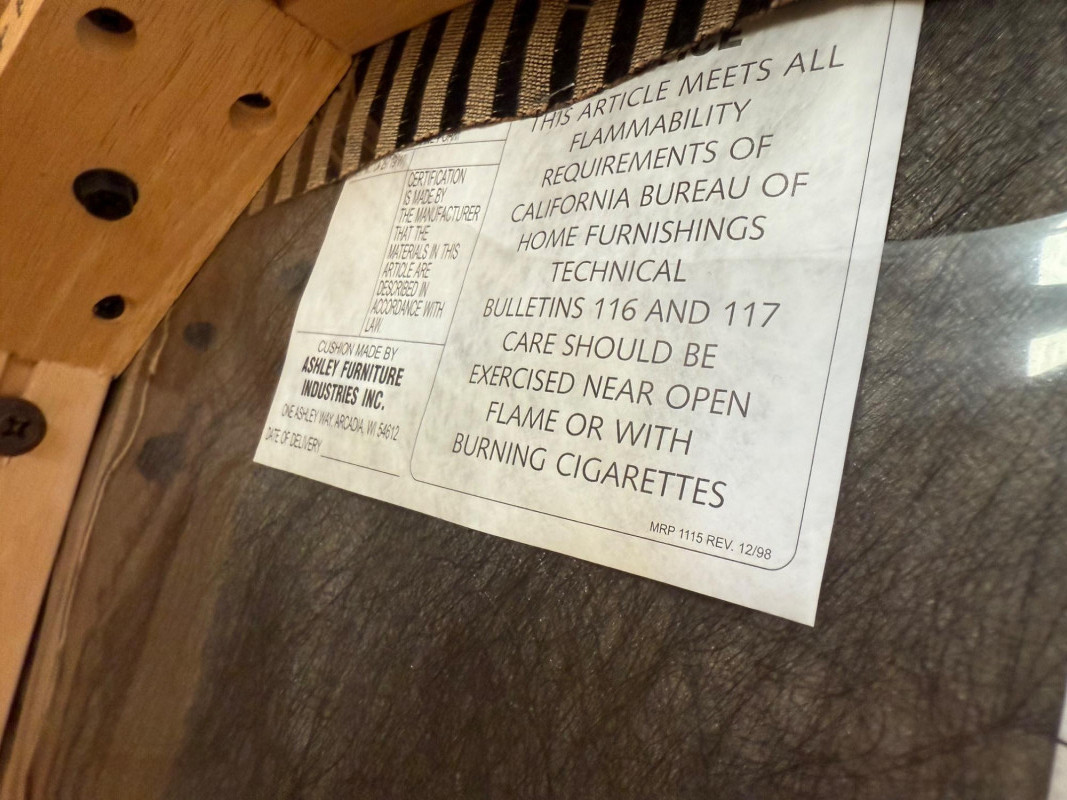 CERTIFICATION
IS MADE BY
THE MANUFACTURER
THAT THE
MATERIALS IN THIS
ARTICLE ARE
DESCRIBED IN
ACCORDANCE WITH
LAW.
CUSHION MADE BY
ASHLEY FURNITURE
INDUSTRIES INC.
ONE ASHLEY WAY, ARCADIA, WI 54612
DATE OF DELIVERY
THIS ARTICLE MEETS ALL
FLAMMABILITY
REQUIREMENTS OF
CALIFORNIA BUREAU OF
HOME FURNISHINGS
TECHNICAL
BULLETINS 116 AND 117
CARE SHOULD BE
EXERCISED NEAR OPEN
FLAME OR WITH
BURNING CIGARETTES
MRP 1115 REV. 12/98